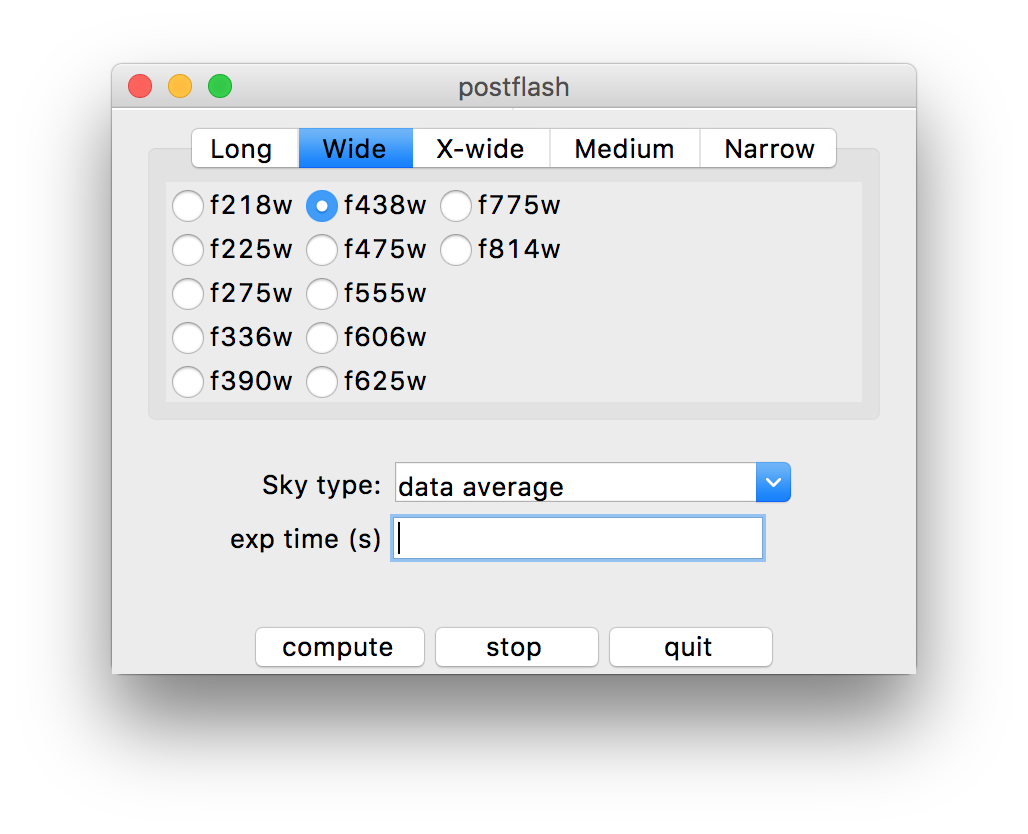 postflash
Long Wide X-wide Medium Narrow
f218w f438w f775w
f225w f475w f814w
f275w f555w
f336w f606w
f390w f625w
Sky type: data average
exp time (s)
compute stop quit